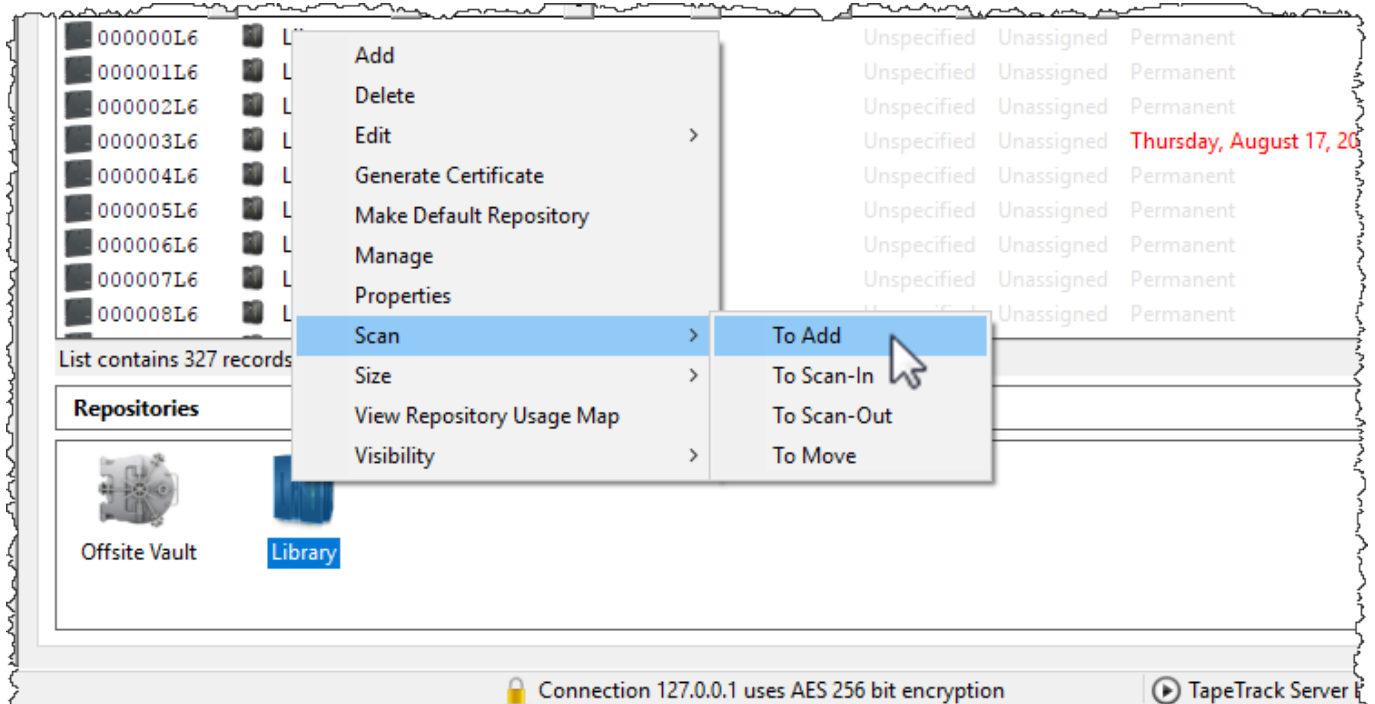 000000L6 Unspecified Unassigned Permanent
000001L6 L Unspecified Unassigned Permanent
000002L6 L Unspecified Unassigned Permanent
000003L6 L Unspecified Unassigned Thursday, August 17, 20
000004L6 L Unspecified Unassigned Permanent
000005L6 L Unspecified Unassigned Permanent
000006L6 L Unspecified Unassigned Permanent
000007L6 L Unspecified Unassigned Permanent
000008L6 L Unassigned Permanent
Add
Delete
Edit
Generate Certificate
Make Default Repository
Manage
Properties
Scan
Size
View Repository Usage Map
Visibility
To Add
To Scan-In
To Scan-Out
To Move
List contains 327 records
Repositories
Offsite Vault
Library
Connection 127.0.0.1 uses AES 256 bit encryption
TapeTrack Server